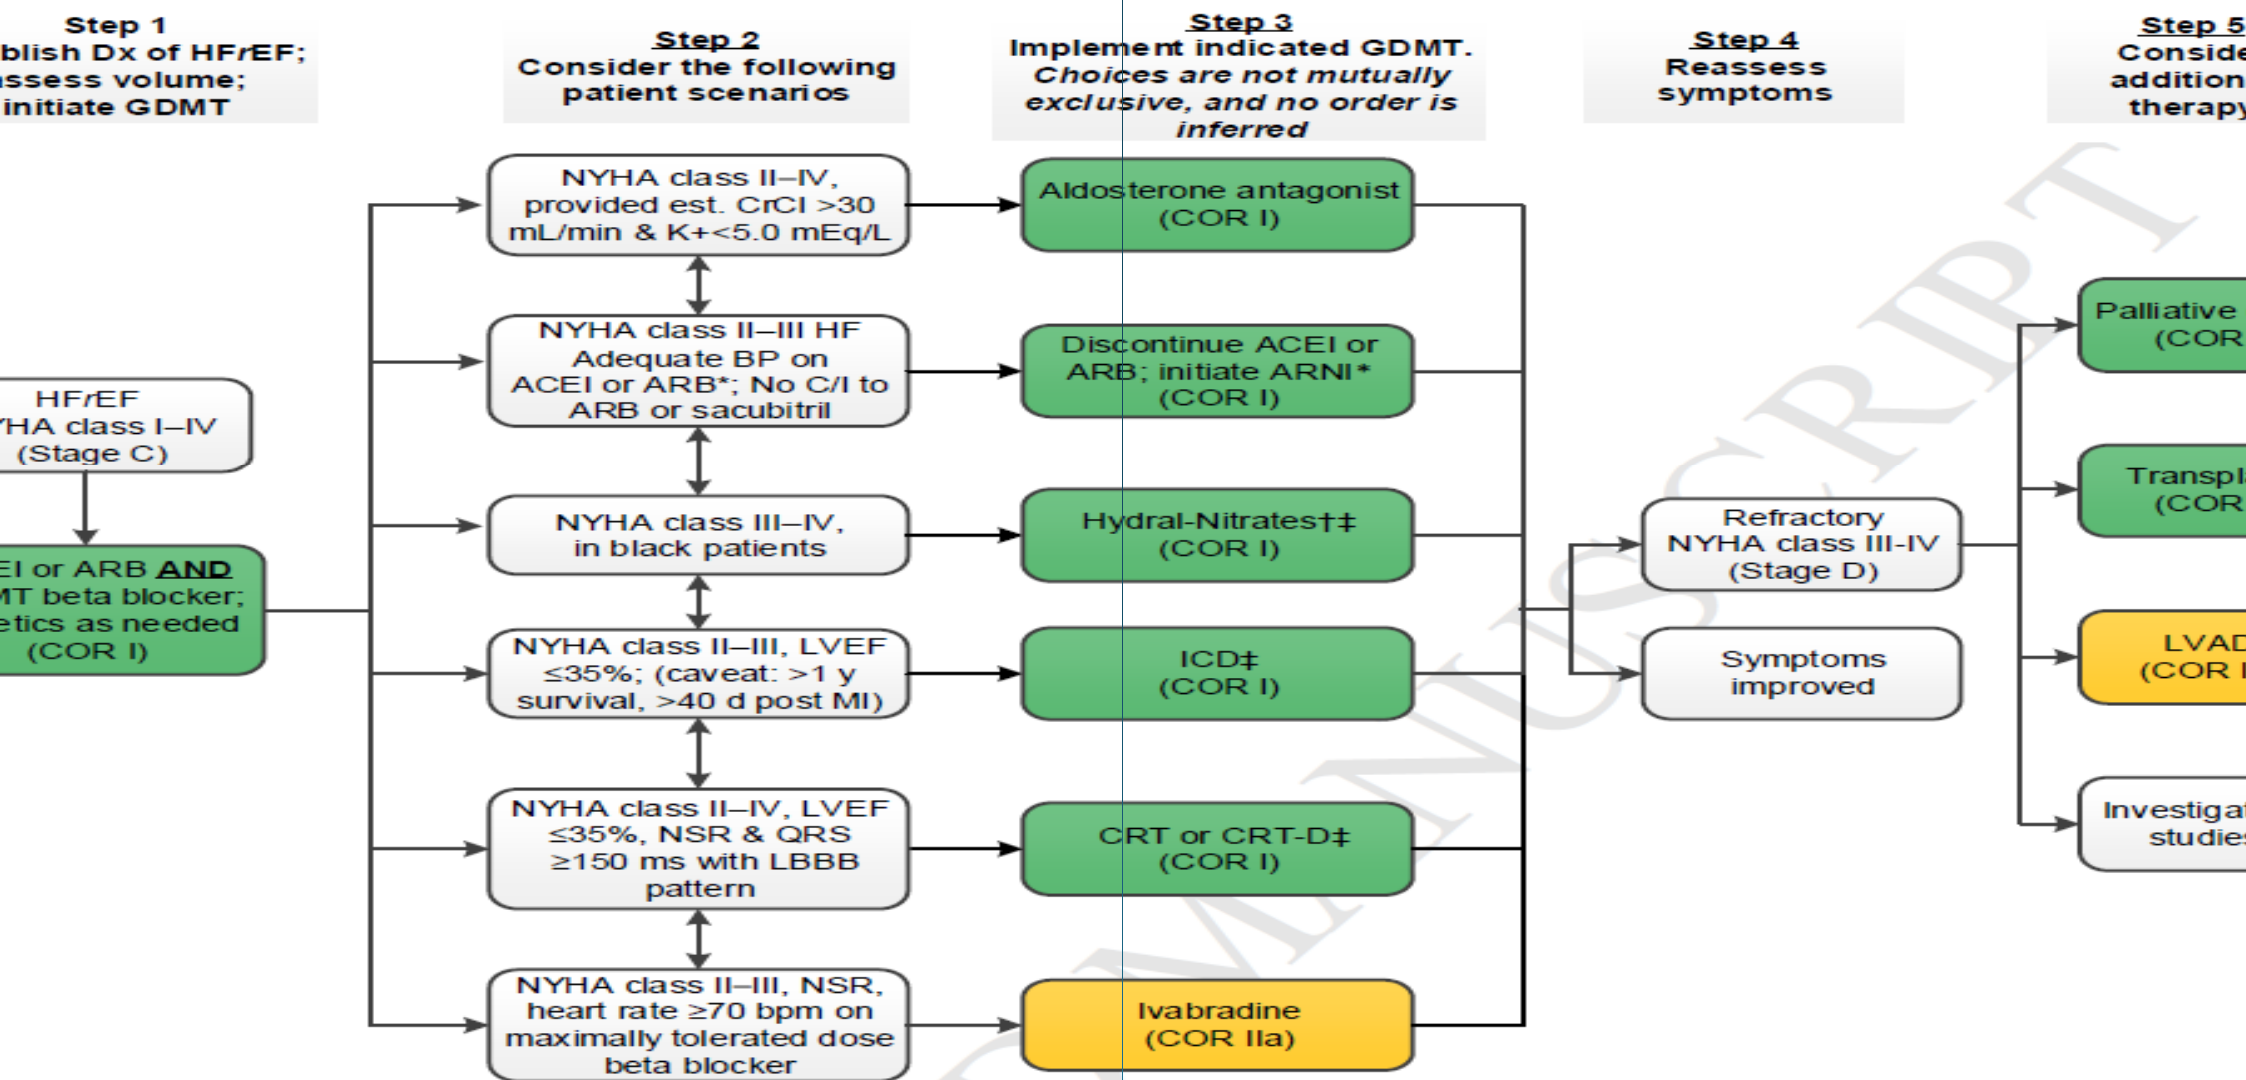 Step 1
blish Dx of HFrEF;
ssess volume;
initiate GDMT
Step 2
Consider the following
patient scenarios
Step 3
Implement indicated GDMT.
Choices are not mutually
exclusive, and no order is
inferred
Step 4
Reassess
symptoms
Step 5
Conside
addition
therapy
HFrEF
YHA class I–IV
(Stage C)
EI or ARB AND
MT beta blocker;
etics as needed
(COR I)
NYHA class II–IV,
provided est. CrCl >30
mL/min & K+<5.0 mEq/L
NYHA class II–III HF
Adequate BP on
ACEI or ARB*; No C/I to
ARB or sacubitril
NYHA class III–IV,
in black patients
NYHA class II–III, LVEF
≤35%; (caveat: >1 y
survival, >40 d post MI)
NYHA class II–IV, LVEF
≤35%, NSR & QRS
≥150 ms with LBBB
pattern
NYHA class II–III, NSR,
heart rate ≥70 bpm on
maximally tolerated dose
beta blocker
Aldosterone antagonist
(COR I)
Discontinue ACEI or
ARB; initiate ARNI*
(COR I)
Hydral-Nitrates†‡
(COR I)
ICD‡
(COR I)
CRT or CRT-D‡
(COR I)
Ivabradine
(COR IIa)
Refractory
NYHA class III-IV
(Stage D)
Symptoms
improved
Palliative
(COR
Transpl
(COR
LVAD
(COR I
Investigat
studies
MANUSCRIPT